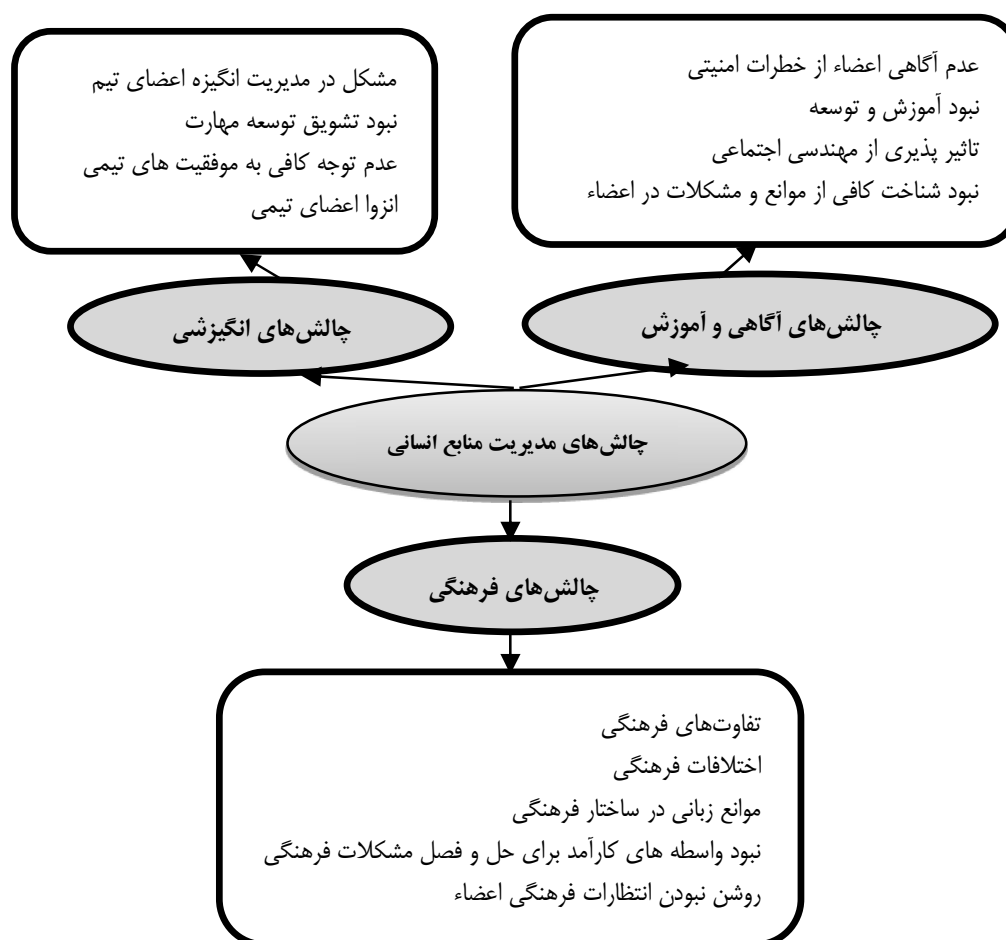 عدم آگاهی اعضاء از خطرات امنیتی
نبود آموزش و توسعه
تاثیر پذیری از مهندسی اجتماعی
نبود شناخت کافی از موانع و مشکلات در اعضاء
مشکل در مدیریت انگیزه اعضای تیم
نبود تشویق توسعه مهارت
عدم توجه کافی به موفقیت های تیمی
انزوا اعضای تیمی
چالش‌های آگاهی و آموزش
چالش‌های انگیزشی
چالش‌های مدیریت منابع انسانی
چالش‌های فرهنگی
تفاوت‌های فرهنگی
اختلافات فرهنگی
موانع زبانی در ساختار فرهنگی
نبود واسطه های کارآمد برای حل و فصل مشکلات فرهنگی
روشن نبودن انتظارات فرهنگی اعضاء